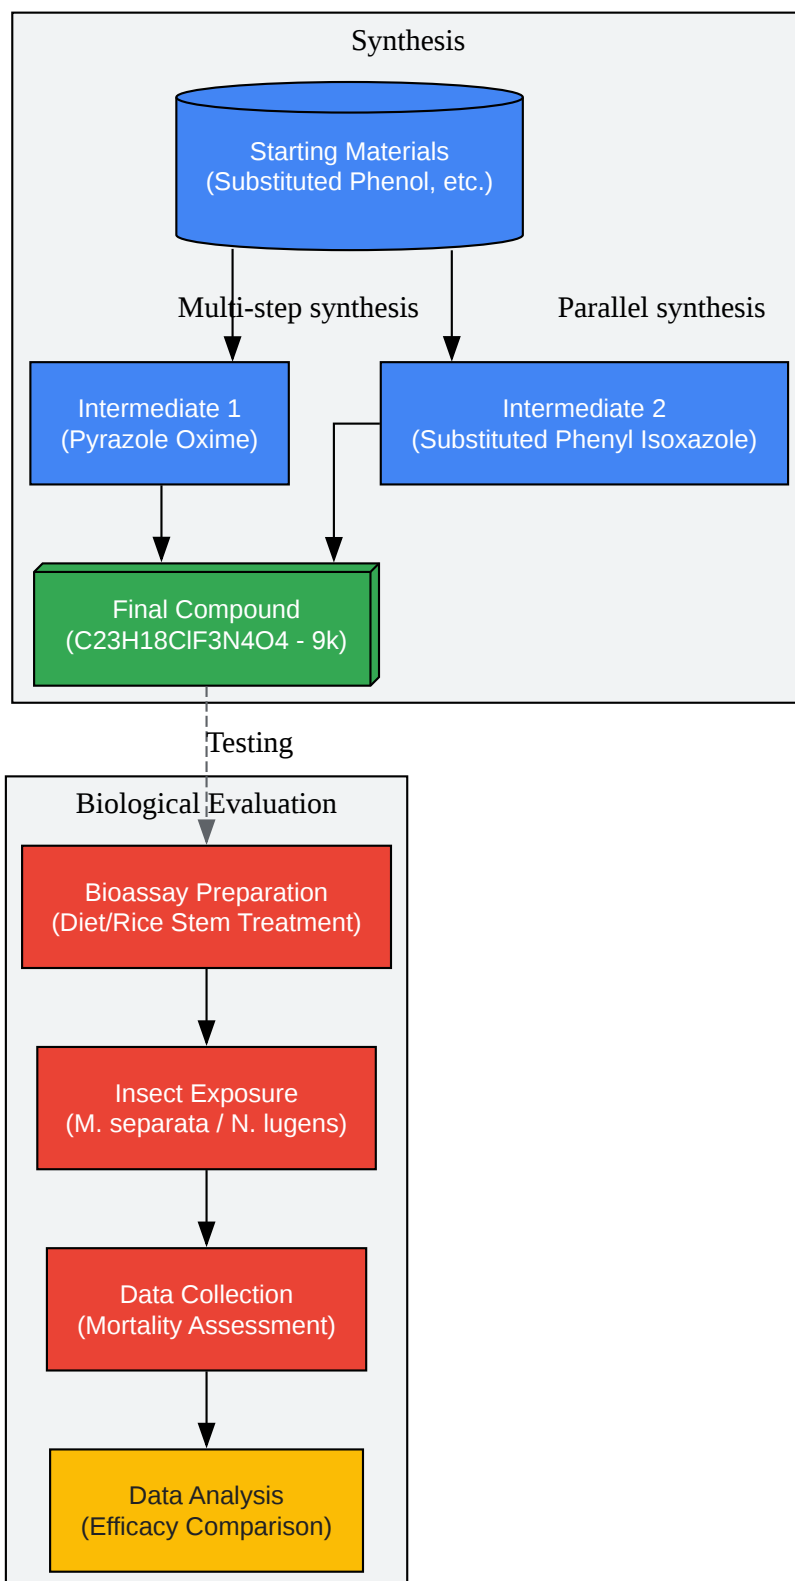 Synthesis
Starting Materials
(Substituted Phenol, etc.)
Multi-step synthesis
Parallel synthesis
Intermediate 1
(Pyrazole Oxime)
Intermediate 2
(Substituted Phenyl Isoxazole)
Final Compound
(C23H18ClF3N4O4 - 9k)
Testing
Biological Evaluation
Bioassay Preparation
(Diet/Rice Stem Treatment)
Insect Exposure
(M. separata / N. lugens)
Data Collection
(Mortality Assessment)
Data Analysis
(Efficacy Comparison)